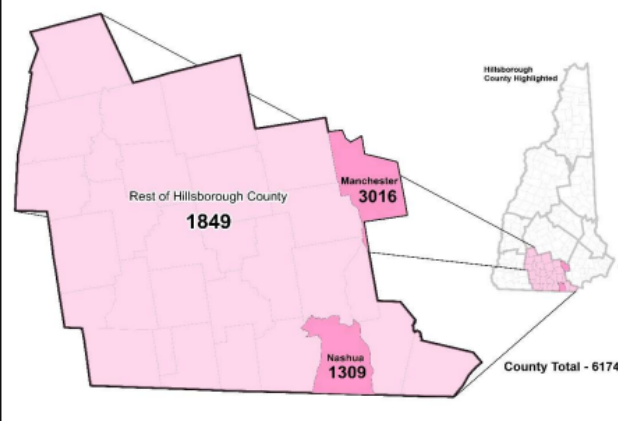 Hillsborough
County Highlighted
Manchester
3016
Rest of Hillsborough County
1849
Nashua
1309
County Total - 6174